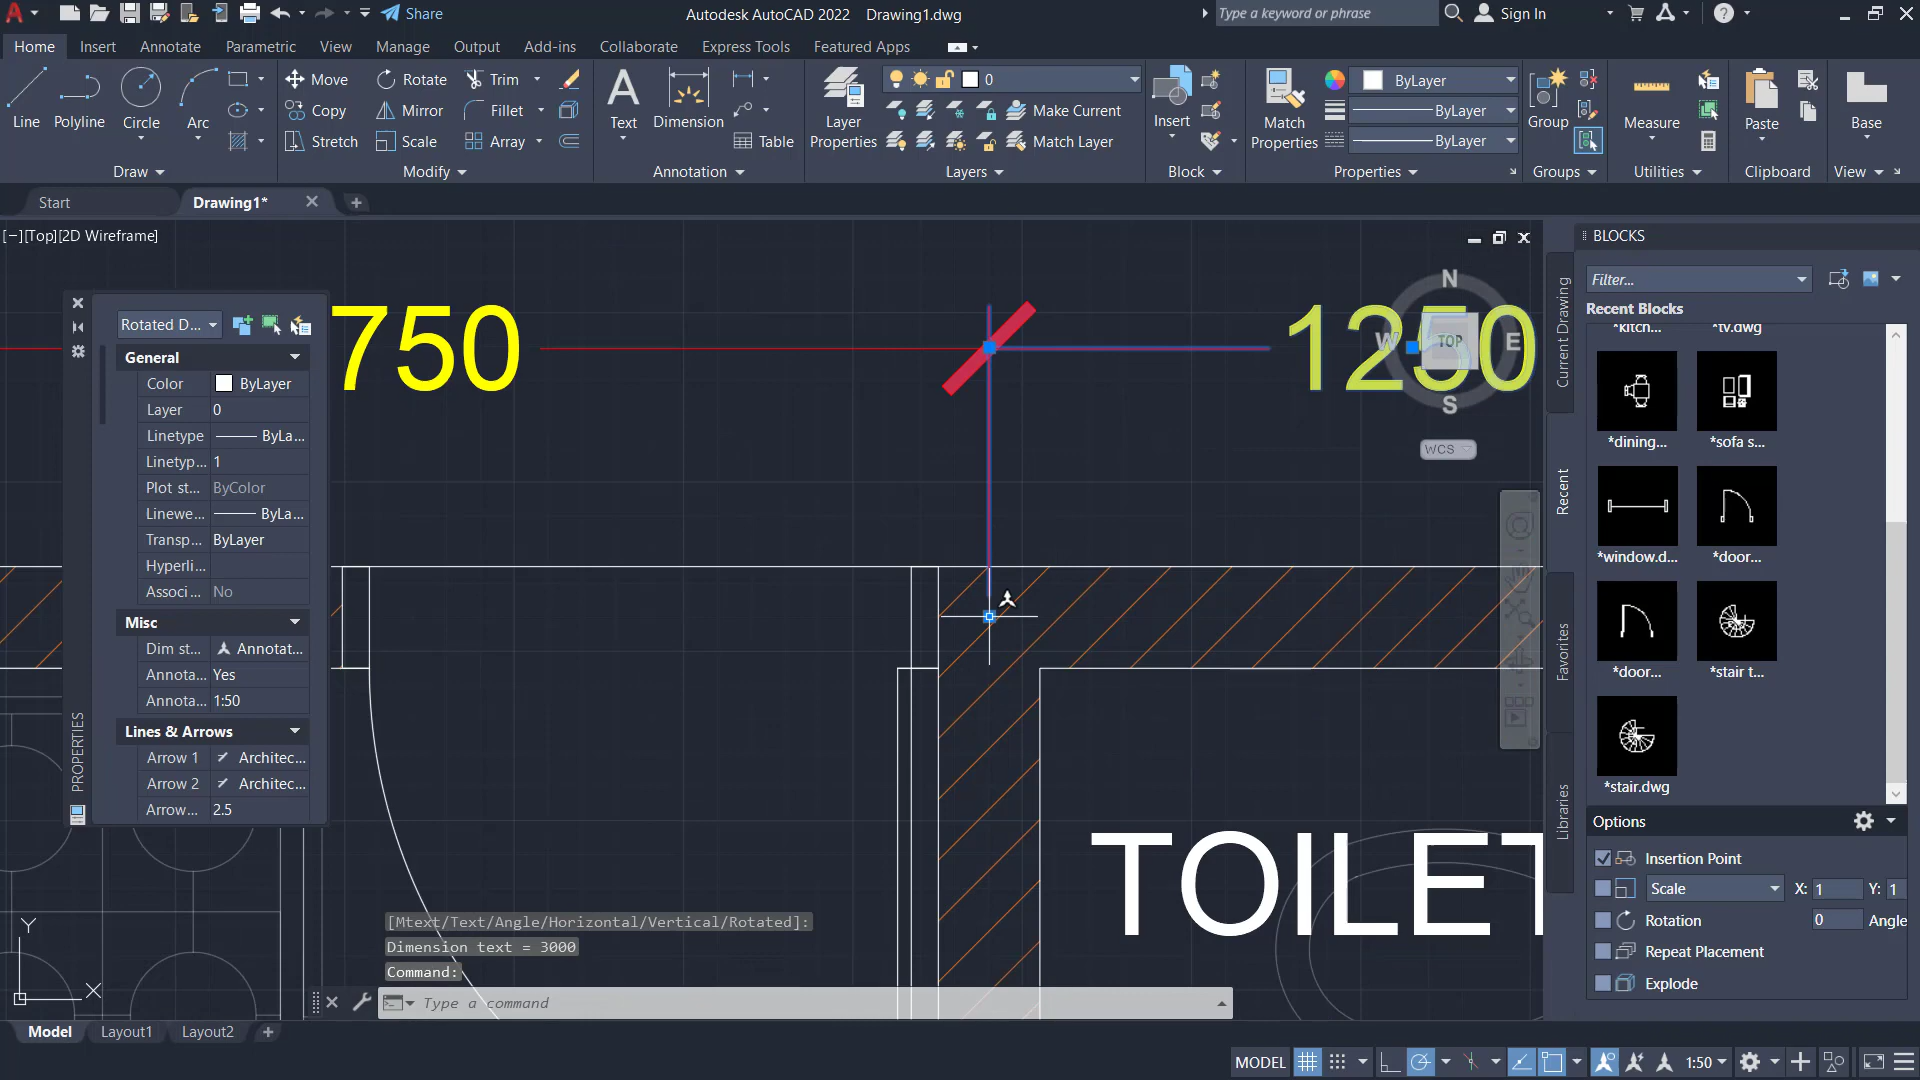 Share
Autodesk AutoCAD 2022 Drawing1.dwg
Type a keyword or phrase
Sign In
Home Insert Annotate Parametric View Manage Output Add-ins Collaborate Express Tools Featured Apps
Line Polyline Circle Arc
Move Rotate Trim
Copy Mirror Fillet
Stretch Scale Array
Text Dimension Table
Layer Properties
0
Make Current
Match Layer
Insert
Match Properties
ByLayer
ByLayer
ByLayer
Group
Measure
Paste
Base
Draw Modify Annotation Layers Block Properties Groups Utilities Clipboard View
Start Drawing1*
[−][Top][2D Wireframe]
750
1250
N
W TOP E
S
WCS
Rotated D...
General
Color ByLayer
Layer 0
Linetype ByLa...
Linetyp... 1
Plot st... ByColor
Linewe... ByLa...
Transp... ByLayer
Hyperli...
Associ... No
Misc
Dim st... Annotat...
Annota... Yes
Annota... 1:50
Lines & Arrows
Arrow 1 Architec...
Arrow 2 Architec...
Arrow... 2.5
PROPERTIES
TOILET
[Mtext/Text/Angle/Horizontal/Vertical/Rotated]:
Dimension text = 3000
Command:
Type a command
Y
X
BLOCKS
Filter...
Recent Blocks
*kitch... *tv.dwg
*dining... *sofa s...
*window.d... *door...
*door... *stair t...
*stair.dwg
Current Drawing
Recent
Favorites
Libraries
Options
Insertion Point
Scale X: 1 Y: 1
Rotation 0 Angle
Repeat Placement
Explode
Model Layout1 Layout2
MODEL 1:50